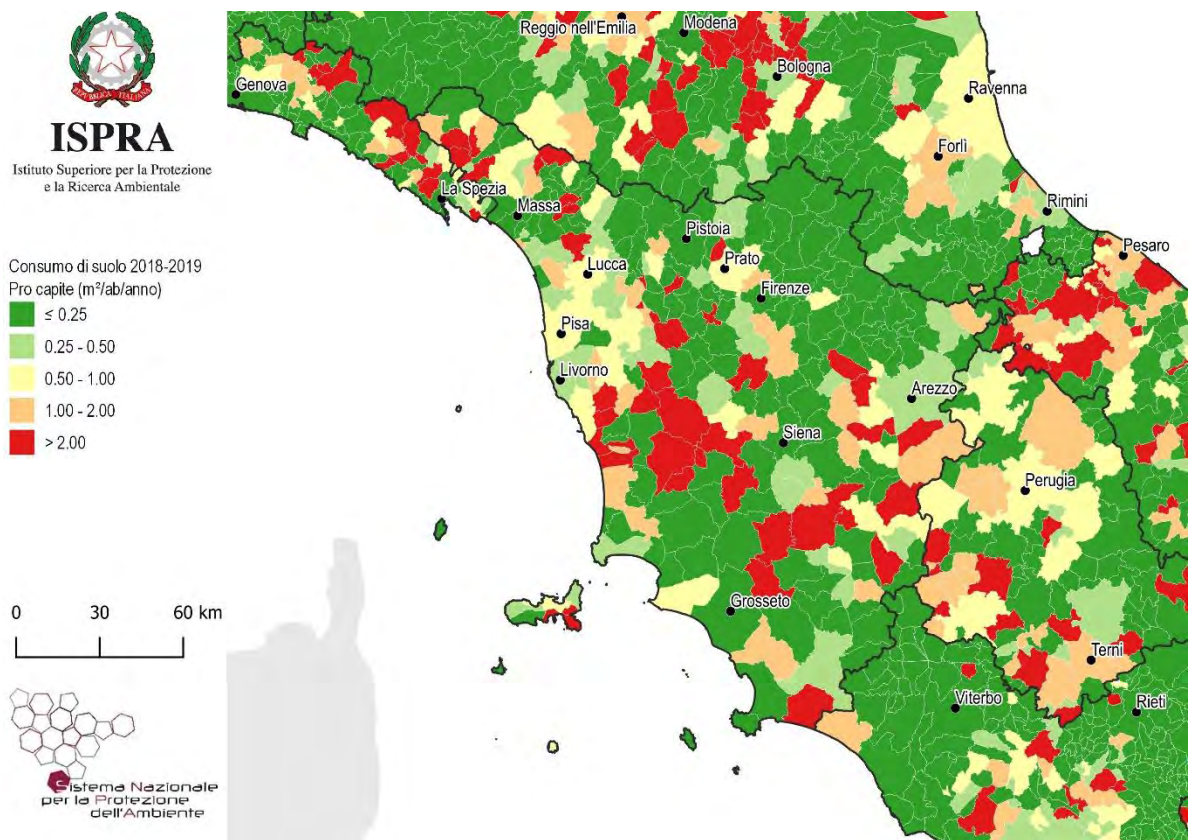 REPVBBLICA ITALIANA
ISPRA
Istituto Superiore per la Protezione
e la Ricerca Ambientale
Consumo di suolo 2018-2019
Pro capite (m²/ab/anno)
≤ 0.25
0.25 - 0.50
0.50 - 1.00
1.00 - 2.00
> 2.00
0 30 60 km
Sistema Nazionale
per la Protezione
dell'Ambiente
Reggio nell'Emilia
Modena
Bologna
Genova
Ravenna
Forlì
La Spezia
Massa
Rimini
Pistoia
Pesaro
Lucca
Prato
Firenze
Pisa
Livorno
Arezzo
Siena
Perugia
Grosseto
Terni
Viterbo
Rieti